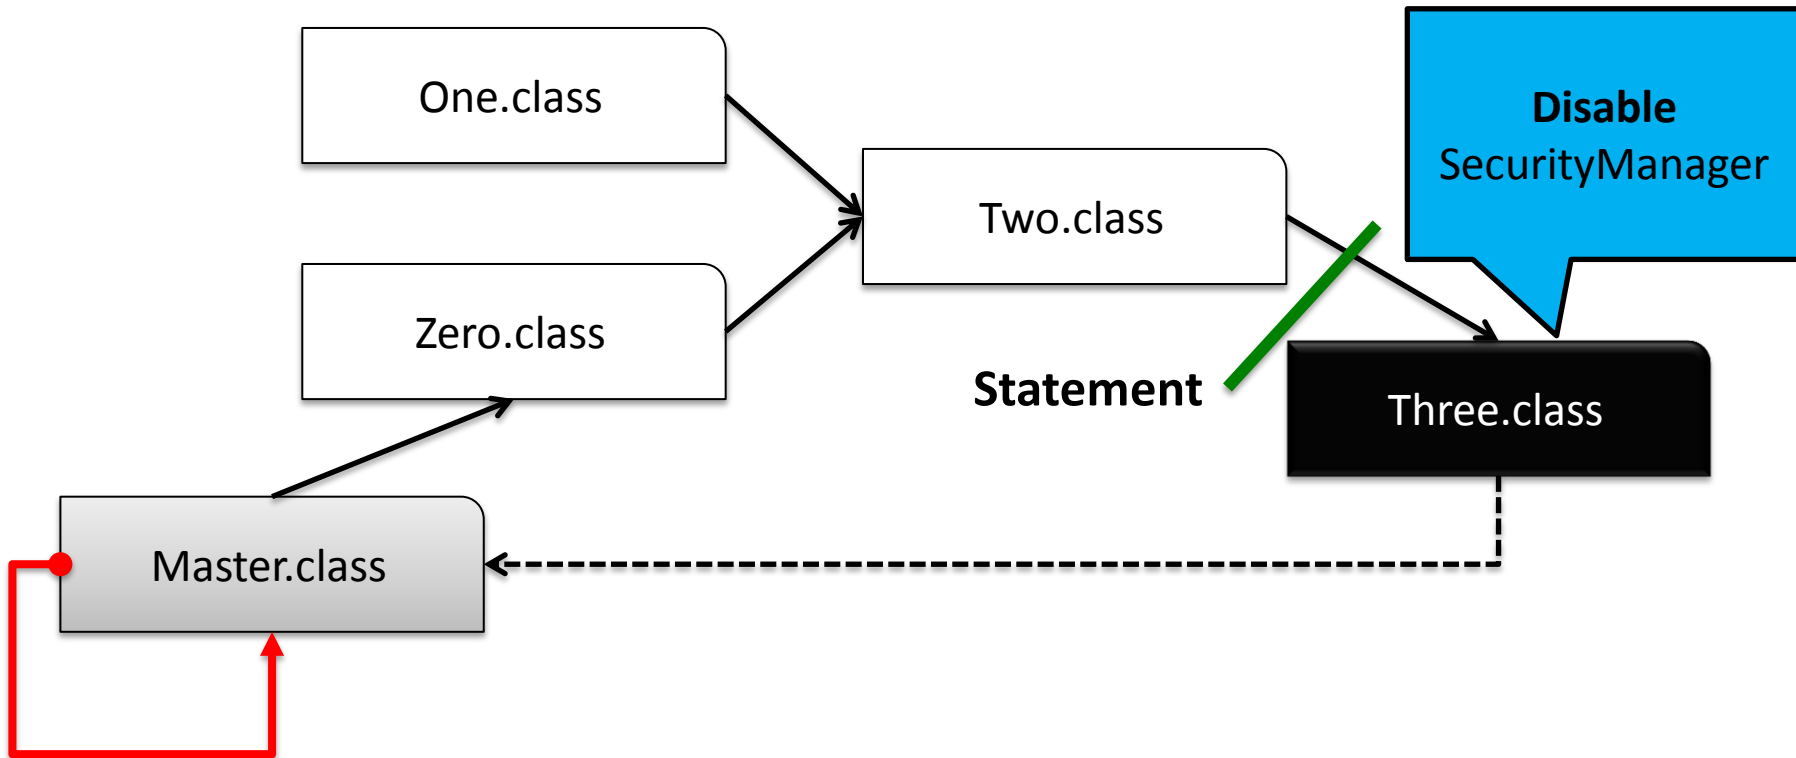 One.class
Disable
SecurityManager
Two.class
Zero.class
Statement
Three.class
Master.class